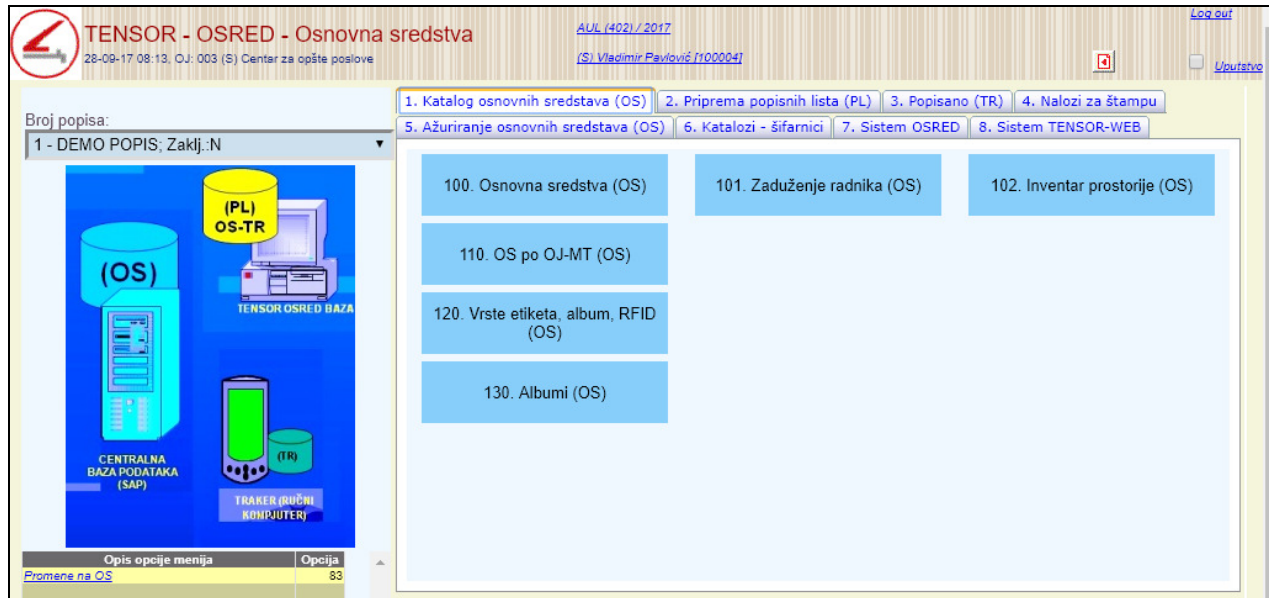 TENSOR - OSRED - Osnovna sredstva
28-09-17 08:13, OJ: 003 (S) Centar za opšte poslove
AUL (402) / 2017
(S) Vladimir Pavlović [100004]
Log out
Uputstvo
Broj popisa:
1 - DEMO POPIS; Zaklj.:N
(PL)
OS-TR
(OS)
TENSOR OSRED BAZA
CENTRALNA
BAZA PODATAKA
(SAP)
(TR)
TRAKER (RUČNI
KOMPJUTER)
Opis opcije menija Opcija
Promene na OS 83
1. Katalog osnovnih sredstava (OS) 2. Priprema popisnih lista (PL) 3. Popisano (TR) 4. Nalozi za štampu
5. Ažuriranje osnovnih sredstava (OS) 6. Katalozi - šifarnici 7. Sistem OSRED 8. Sistem TENSOR-WEB
100. Osnovna sredstva (OS) 101. Zaduženje radnika (OS) 102. Inventar prostorije (OS)
110. OS po OJ-MT (OS)
120. Vrste etiketa, album, RFID
(OS)
130. Albumi (OS)